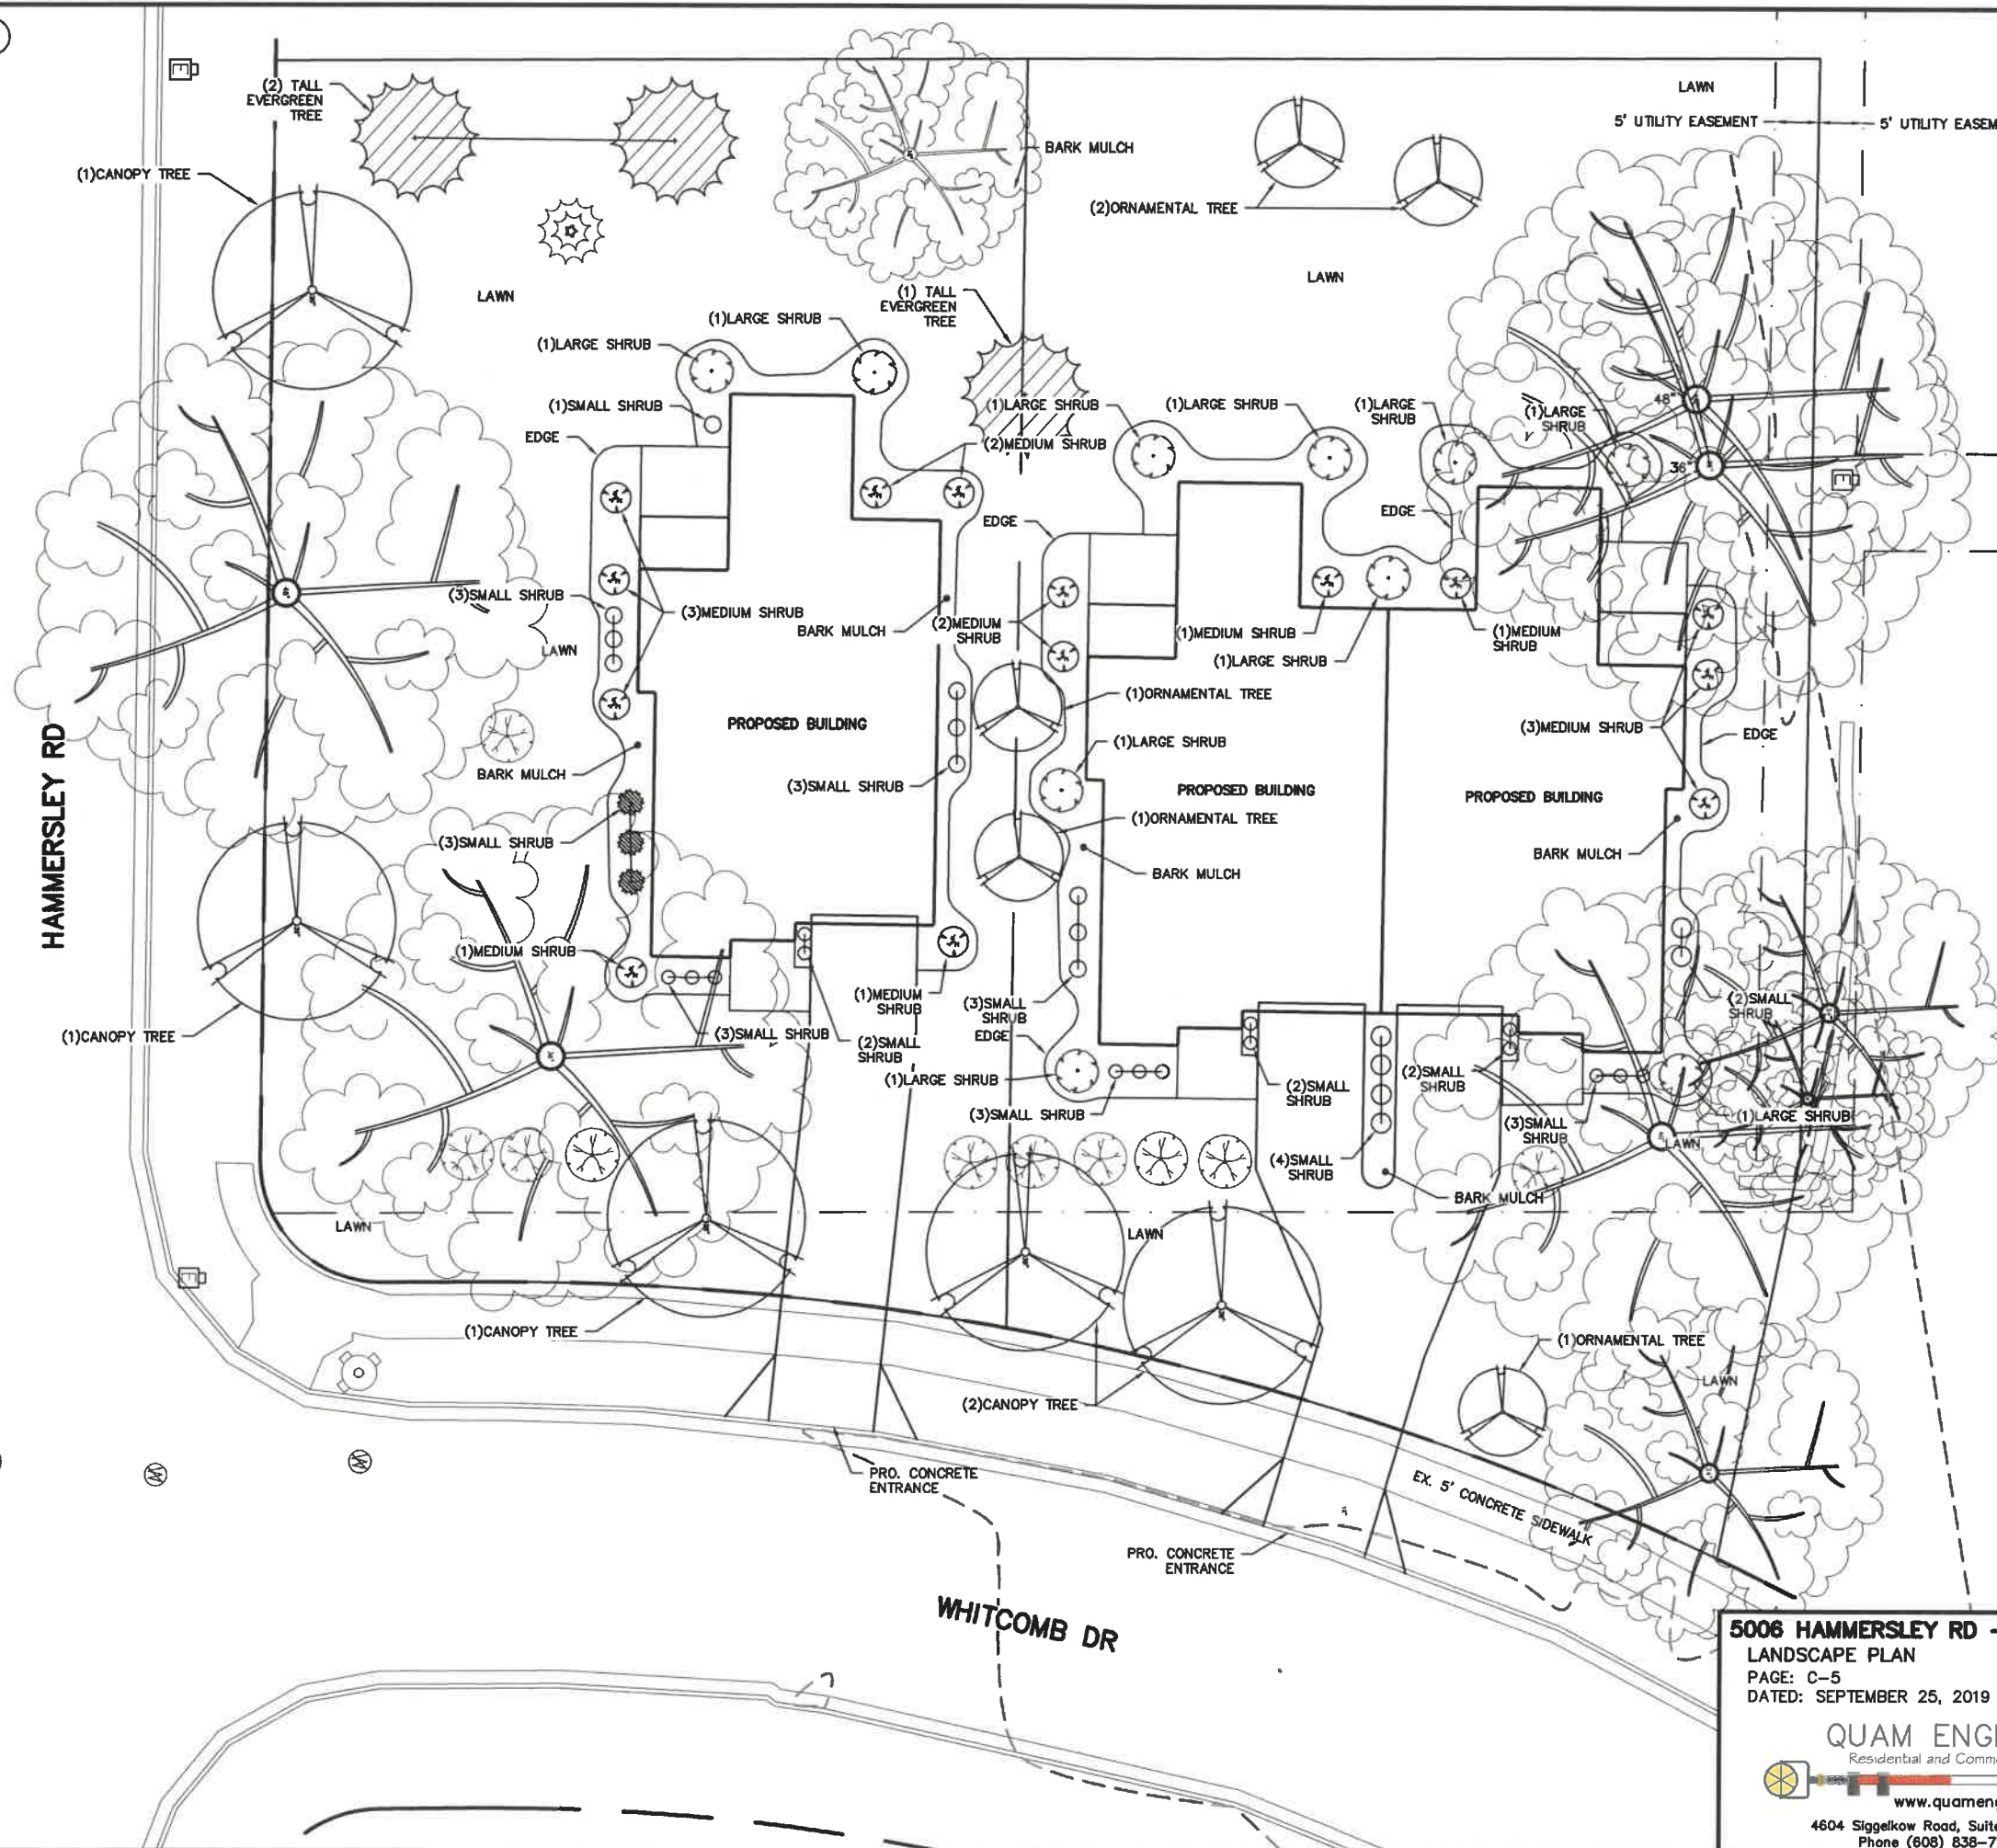 LAWN
5' UTILITY EASEMENT
5' UTILITY EASEM
(2) TALL
EVERGREEN
TREE
BARK MULCH
(1)CANOPY TREE
(2)ORNAMENTAL TREE
LAWN
LAWN
(1) TALL
EVERGREEN
TREE
(1)LARGE SHRUB
(1)LARGE SHRUB
(1)SMALL SHRUB
EDGE
(1)LARGE SHRUB
(1)LARGE SHRUB
(1)LARGE
SHRUB
(1)LARGE
SHRUB
48"
36"
(2)MEDIUM SHRUB
EDGE
EDGE
(3)SMALL SHRUB
(3)MEDIUM SHRUB
BARK MULCH
LAWN
(2)MEDIUM
SHRUB
(1)MEDIUM SHRUB
(1)LARGE SHRUB
(1)MEDIUM
SHRUB
(1)ORNAMENTAL TREE
PROPOSED BUILDING
(1)LARGE SHRUB
(3)MEDIUM SHRUB
EDGE
BARK MULCH
(3)SMALL SHRUB
PROPOSED BUILDING
PROPOSED BUILDING
HAMMERSLEY RD
(3)SMALL SHRUB
(1)ORNAMENTAL TREE
BARK MULCH
BARK MULCH
(1)MEDIUM SHRUB
(1)MEDIUM
SHRUB
(3)SMALL
SHRUB
EDGE
(2)SMALL
SHRUB
(1)CANOPY TREE
(3)SMALL SHRUB
(2)SMALL
SHRUB
(1)LARGE SHRUB
(3)SMALL SHRUB
(2)SMALL
SHRUB
(2)SMALL
SHRUB
(3)SMALL
SHRUB
(1)LARGE SHRUB
LAWN
(4)SMALL
SHRUB
BARK MULCH
LAWN
LAWN
(1)CANOPY TREE
(1)ORNAMENTAL TREE
LAWN
(2)CANOPY TREE
PRO. CONCRETE
ENTRANCE
EX. 5' CONCRETE SIDEWALK
PRO. CONCRETE
ENTRANCE
WHITCOMB DR
5006 HAMMERSLEY RD -
LANDSCAPE PLAN
PAGE: C-5
DATED: SEPTEMBER 25, 2019
QUAM ENGI
Residential and Comm
www.quameng
4604 Siggelkow Road, Suite
Phone (608) 838-7